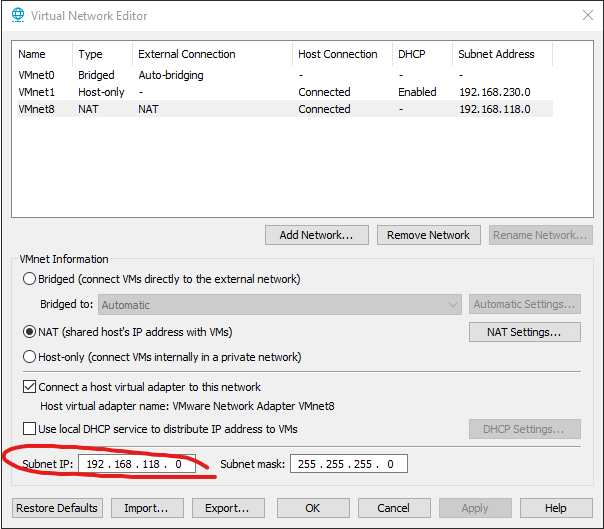 Virtual Network Editor
Name Type External Connection Host Connection DHCP Subnet Address
VMnet0 Bridged Auto-bridging - - -
VMnet1 Host-only - Connected Enabled 192.168.230.0
VMnet8 NAT NAT Connected - 192.168.118.0
Add Network... Remove Network Rename Network...
VMnet Information
Bridged (connect VMs directly to the external network)
Bridged to: Automatic Automatic Settings...
NAT (shared host's IP address with VMs) NAT Settings...
Host-only (connect VMs internally in a private network)
Connect a host virtual adapter to this network
Host virtual adapter name: VMware Network Adapter VMnet8
Use local DHCP service to distribute IP address to VMs DHCP Settings...
Subnet IP: 192 . 168 . 118 . 0 Subnet mask: 255 . 255 . 255 . 0
Restore Defaults Import... Export... OK Cancel Apply Help